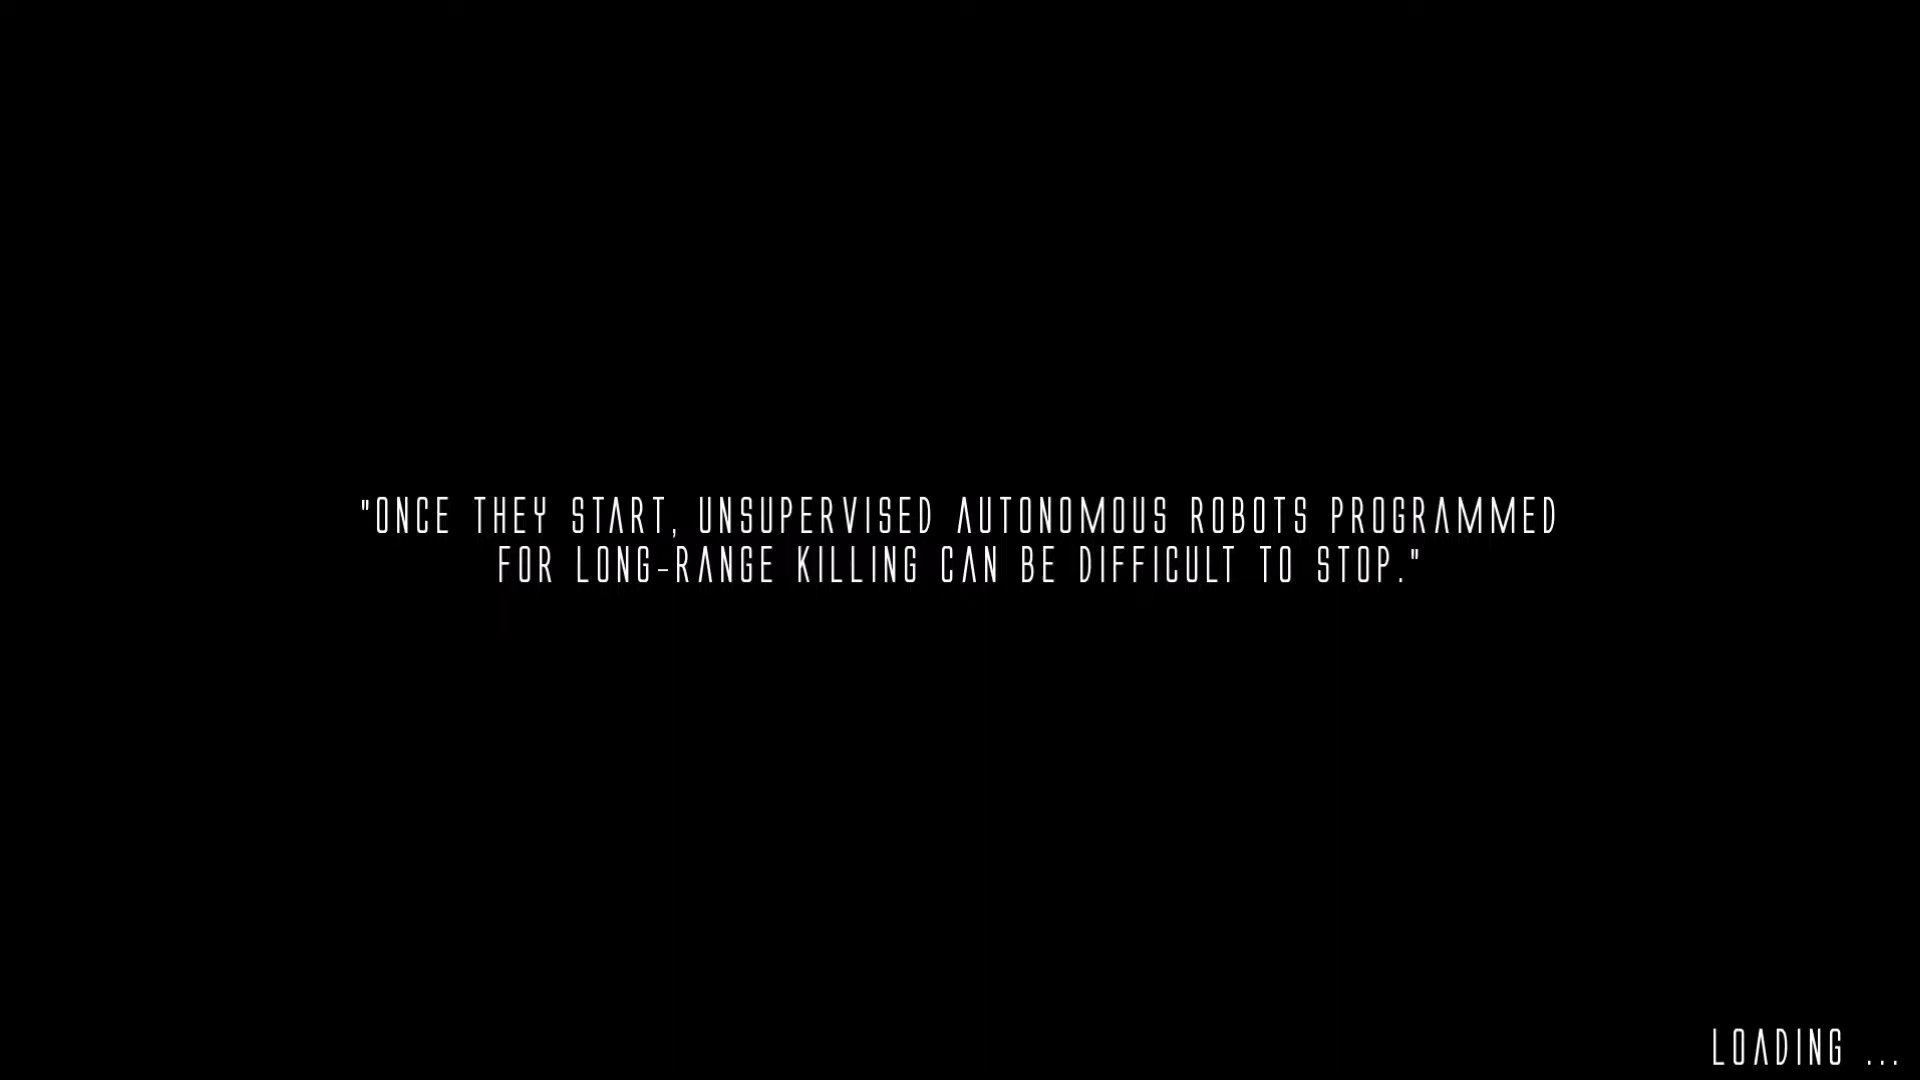 "ONCE THEY START, UNSUPERVISED AUTONOMOUS ROBOTS PROGRAMMED
FOR LONG-RANGE KILLING CAN BE DIFFICULT TO STOP."
LOADING ...